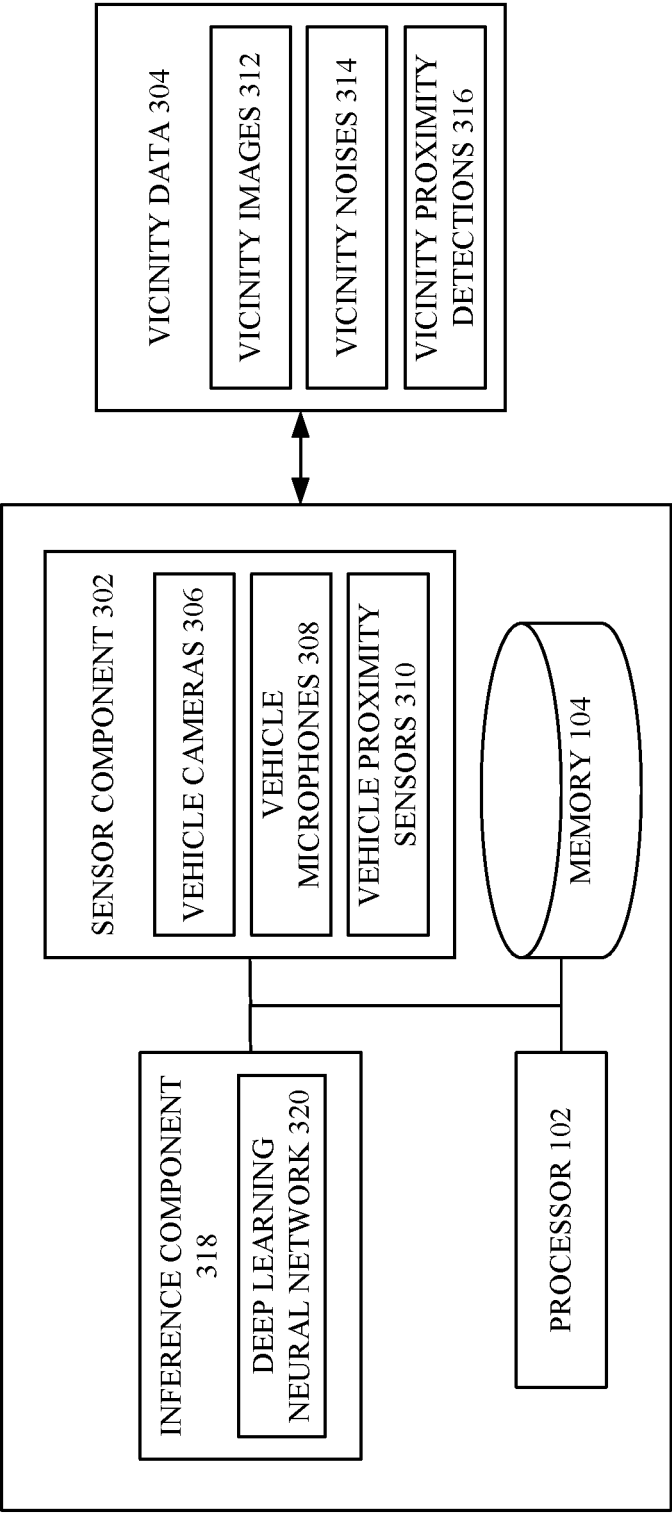 INFERENCE COMPONENT
318
DEEP LEARNING
NEURAL NETWORK 320
PROCESSOR 102
SENSOR COMPONENT 302
VEHICLE CAMERAS 306
VEHICLE
MICROPHONES 308
VEHICLE PROXIMITY
SENSORS 310
MEMORY 104
VICINITY DATA 304
VICINITY IMAGES 312
VICINITY NOISES 314
VICINITY PROXIMITY
DETECTIONS 316